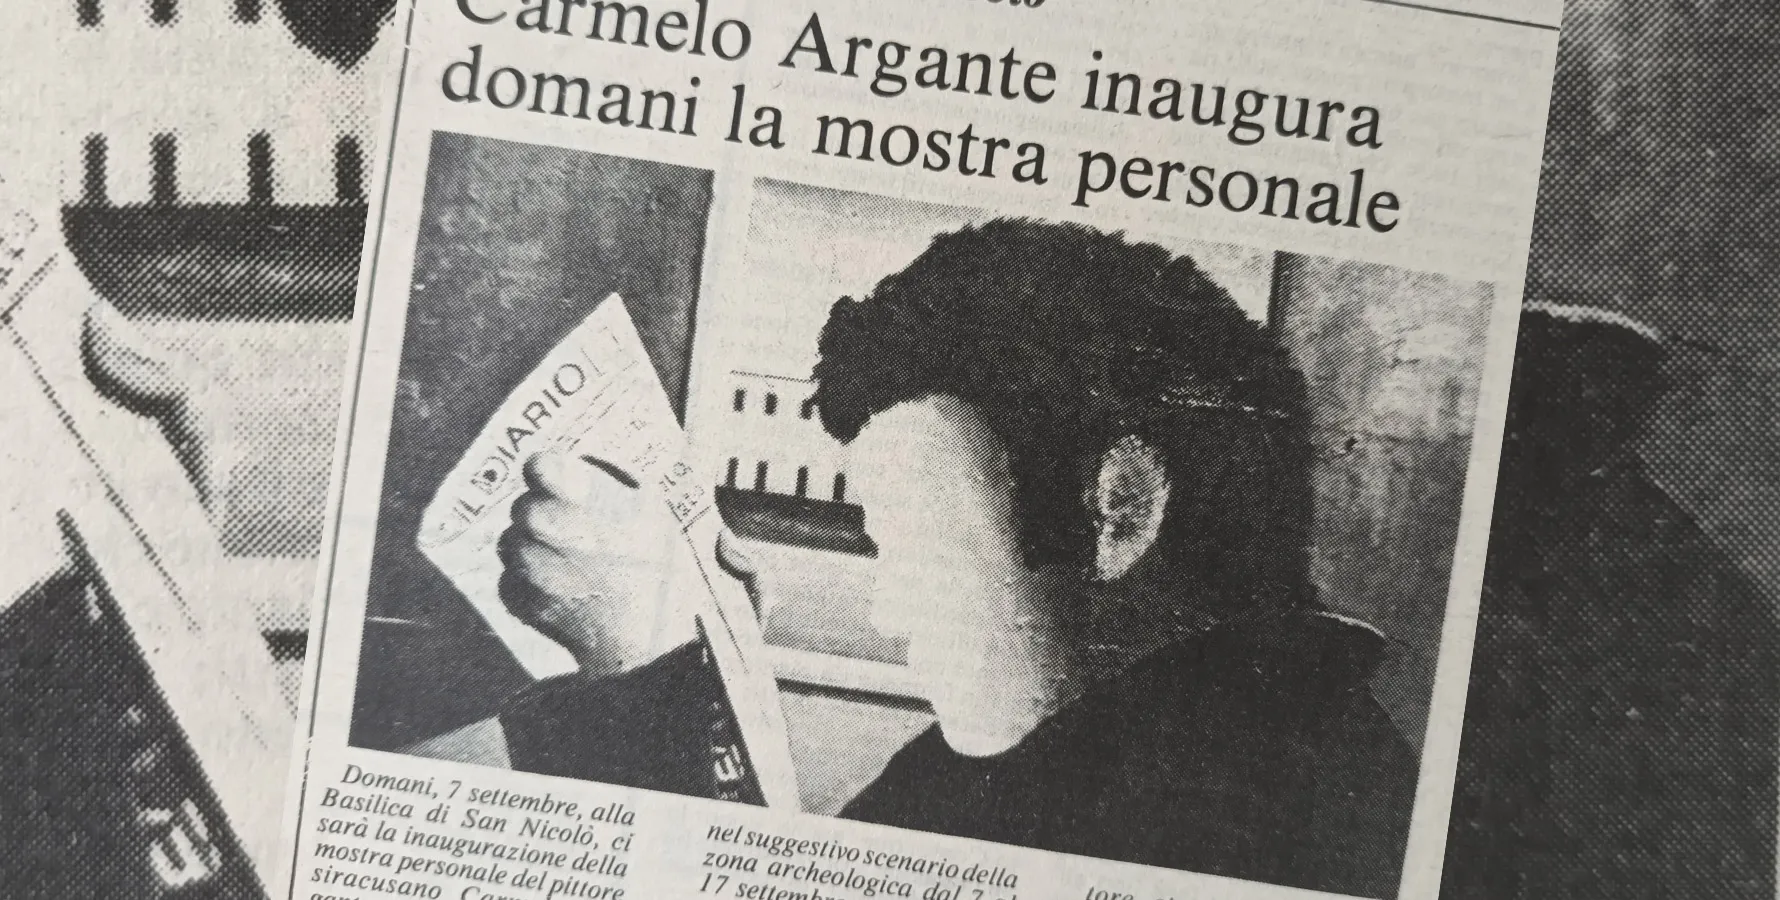 Carmelo Argante inaugura
domani la mostra personale
IL DIARIO
Domani, 7 settembre, alla
Basilica di San Nicolò, ci
sarà la inaugurazione della
mostra personale del pittore
siracusano
nel suggestivo scenario della
zona archeologica dal 7
17 settembre